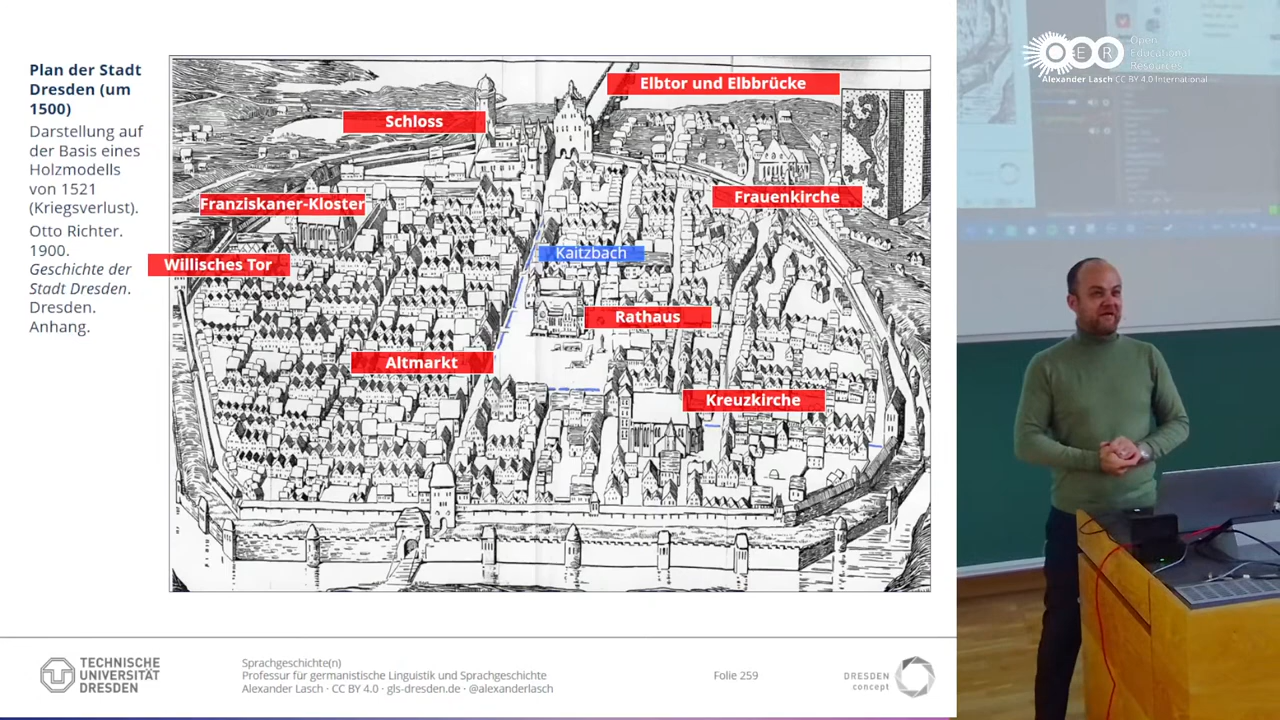 Plan der Stadt
Dresden (um
1500)
Darstellung auf
der Basis eines
Holzmodells
von 1521
(Kriegsverlust).
Otto Richter.
1900.
Geschichte der
Stadt Dresden.
Dresden.
Anhang.
Elbtor und Elbbrücke
Schloss
Frauenkirche
Franziskaner-Kloster
Kaitzbach
Willisches Tor
Rathaus
Altmarkt
Kreuzkirche
TECHNISCHE
UNIVERSITÄT
DRESDEN
Sprachgeschichte(n)
Professur für germanistische Linguistik und Sprachgeschichte
Alexander Lasch · CC BY 4.0 · gls-dresden.de · @alexanderlasch
Folie 259
DRESDEN
concept
OER
Open
Educational
Resources
Alexander Lasch CC BY 4.0 International